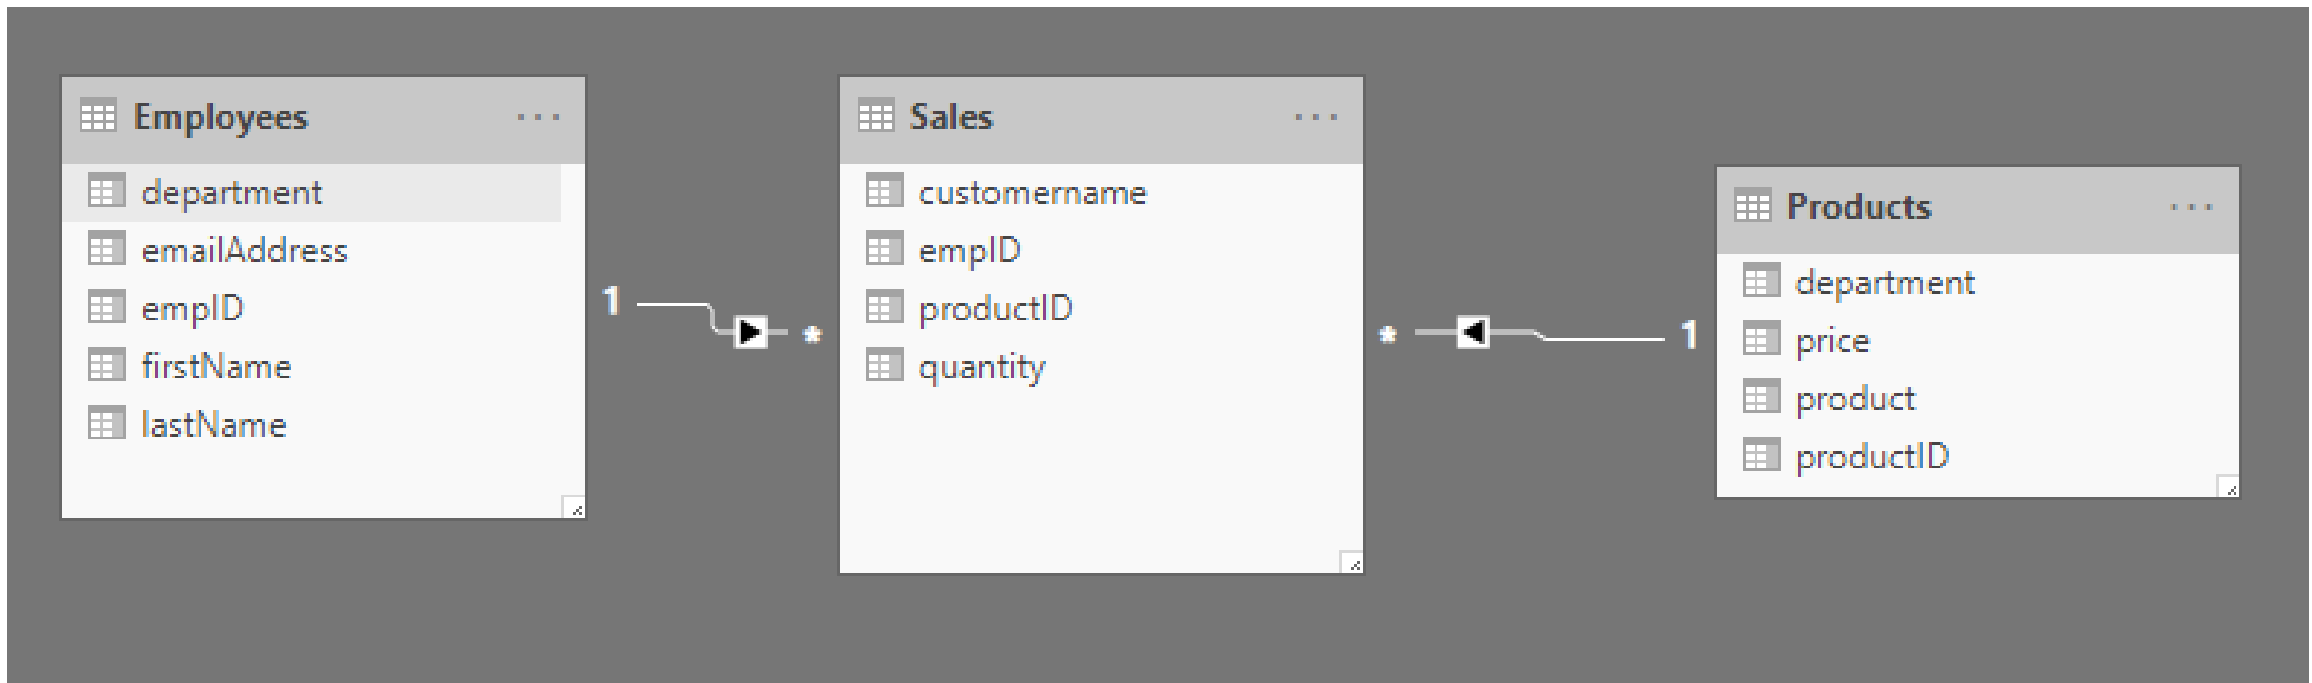 Employees
department
emailAddress
empID
firstName
lastName
1
*
Sales
customername
empID
productID
quantity
*
1
Products
department
price
product
productID